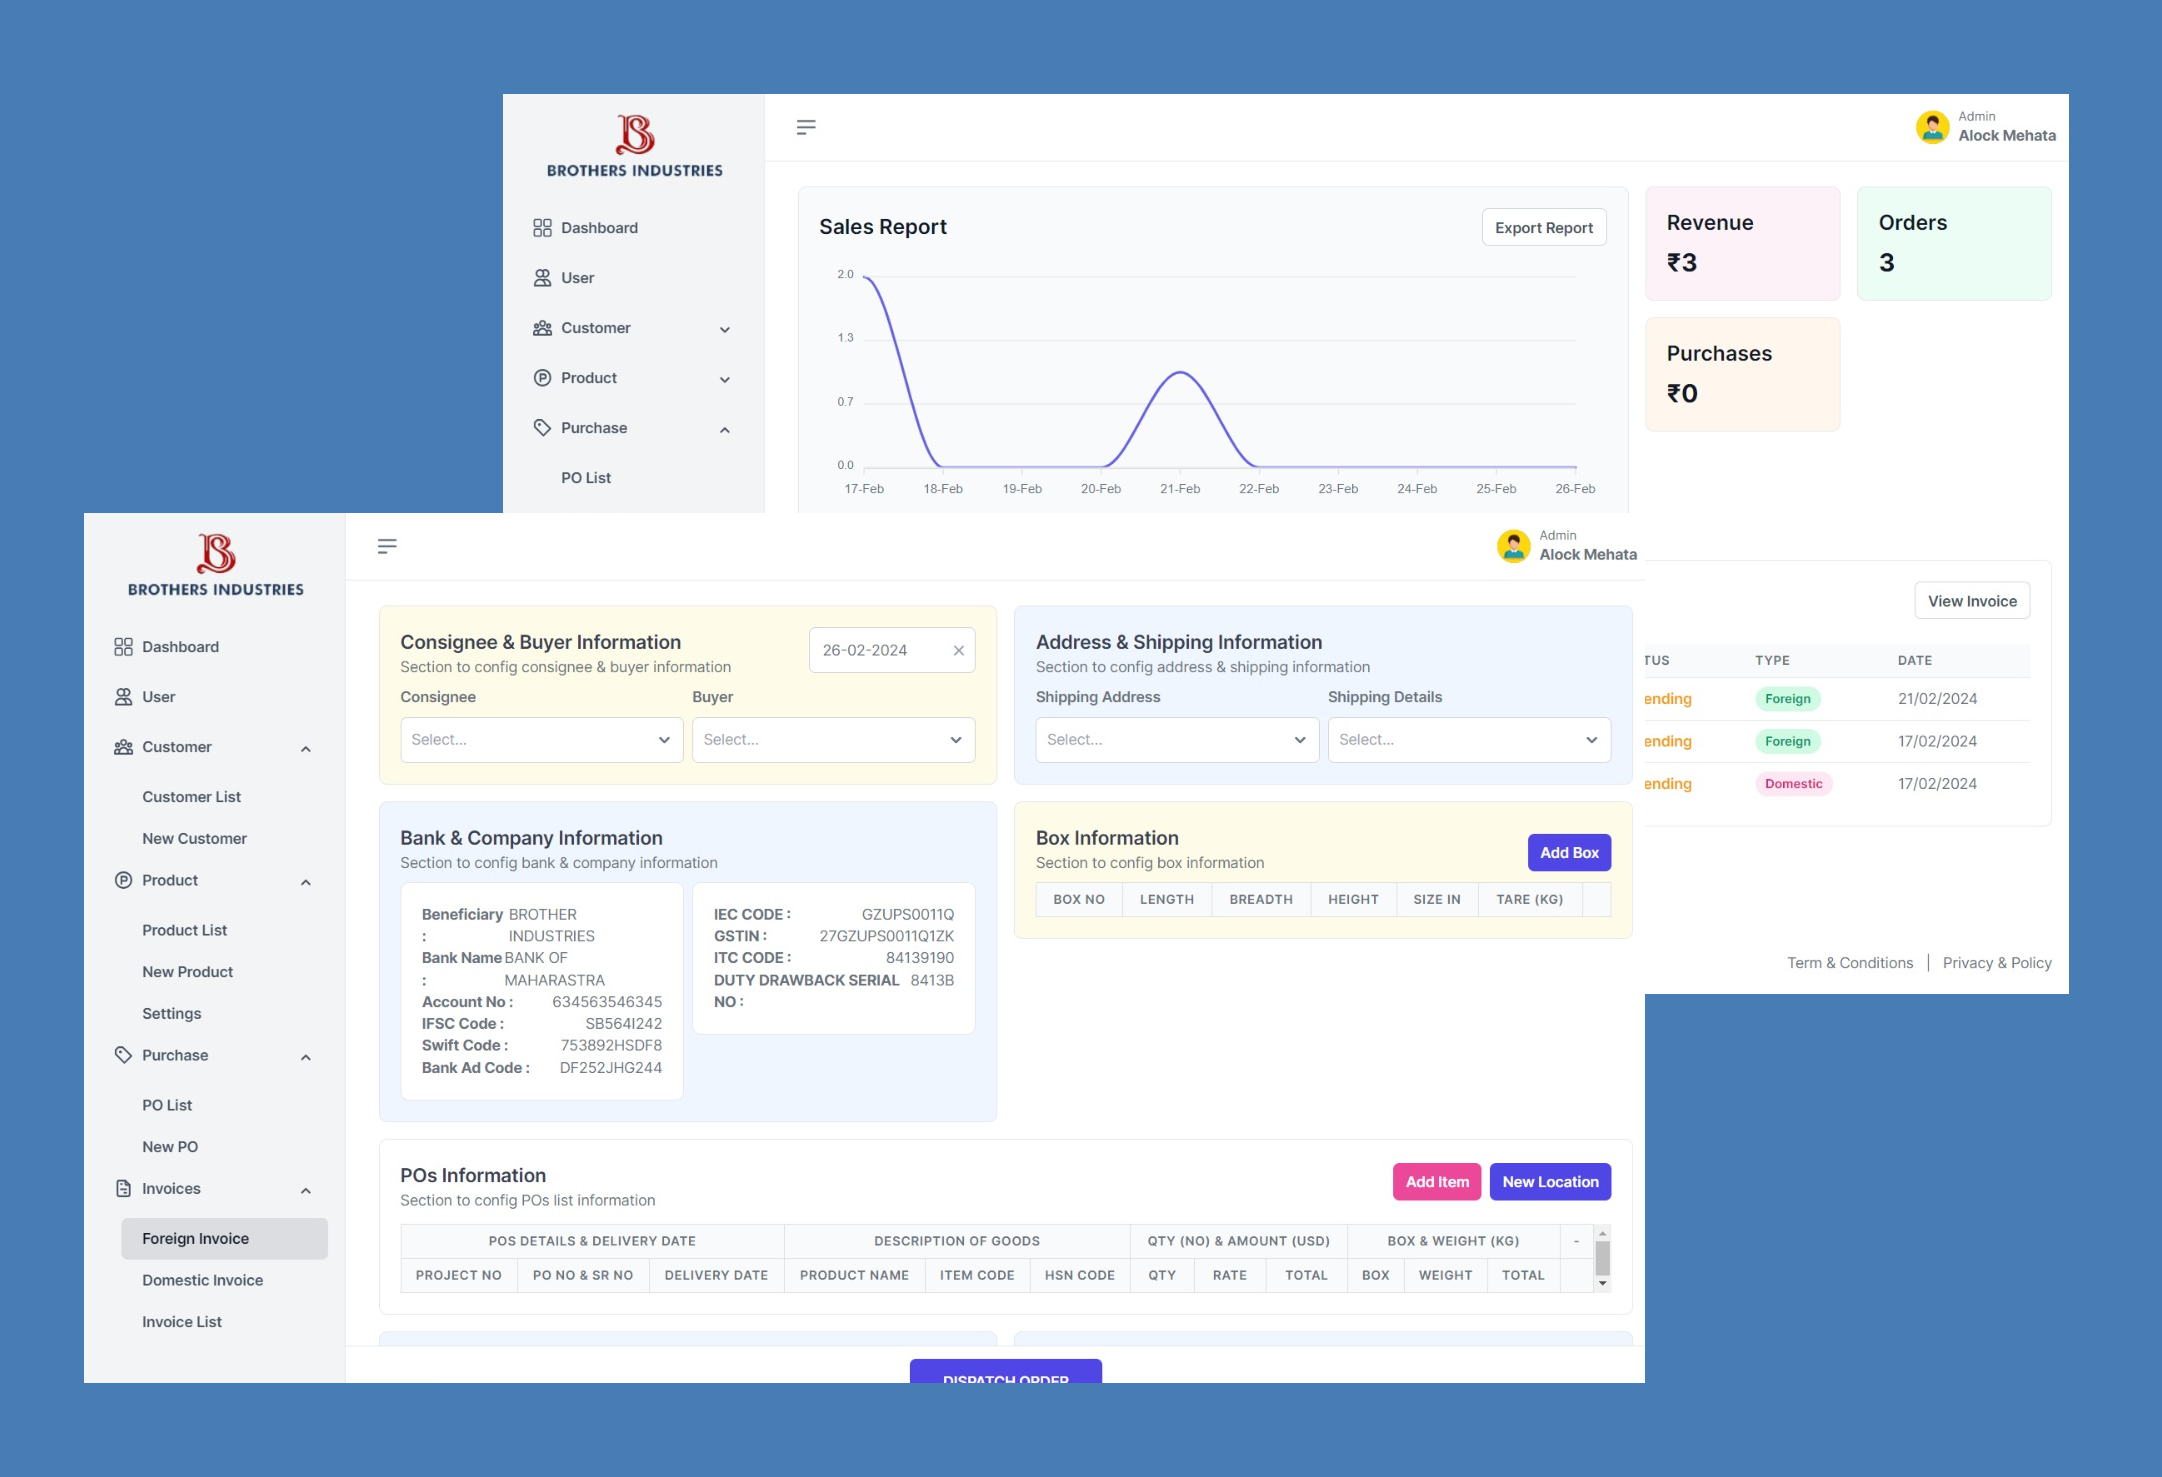 BROTHERS INDUSTRIES
Dashboard
User
Customer
Product
Purchase
PO List
Admin
Alock Mehata
Sales Report
Export Report
2.0
1.3
0.7
0.0
17-Feb 18-Feb 19-Feb 20-Feb 21-Feb 22-Feb 23-Feb 24-Feb 25-Feb 26-Feb
Revenue
₹3
Orders
3
Purchases
₹0
View Invoice
TUS TYPE DATE
ending Foreign 21/02/2024
ending Foreign 17/02/2024
ending Domestic 17/02/2024
Term & Conditions | Privacy & Policy
BROTHERS INDUSTRIES
Dashboard
User
Customer
Customer List
New Customer
Product
Product List
New Product
Settings
Purchase
PO List
New PO
Invoices
Foreign Invoice
Domestic Invoice
Invoice List
Admin
Alock Mehata
Consignee & Buyer Information
Section to config consignee & buyer information
26-02-2024
Consignee Buyer
Select... Select...
Address & Shipping Information
Section to config address & shipping information
Shipping Address Shipping Details
Select... Select...
Bank & Company Information
Section to config bank & company information
Beneficiary BROTHER
: INDUSTRIES
Bank Name BANK OF
: MAHARASTRA
Account No : 634563546345
IFSC Code : SB564I242
Swift Code : 753892HSDF8
Bank Ad Code : DF252JHG244
IEC CODE : GZUPS0011Q
GSTIN : 27GZUPS0011Q1ZK
ITC CODE : 84139190
DUTY DRAWBACK SERIAL 8413B
NO :
Box Information
Section to config box information
Add Box
BOX NO LENGTH BREADTH HEIGHT SIZE IN TARE (KG)
POs Information
Section to config POs list information
Add Item New Location
POS DETAILS & DELIVERY DATE DESCRIPTION OF GOODS QTY (NO) & AMOUNT (USD) BOX & WEIGHT (KG) -
PROJECT NO PO NO & SR NO DELIVERY DATE PRODUCT NAME ITEM CODE HSN CODE QTY RATE TOTAL BOX WEIGHT TOTAL
DISPATCH ORDER